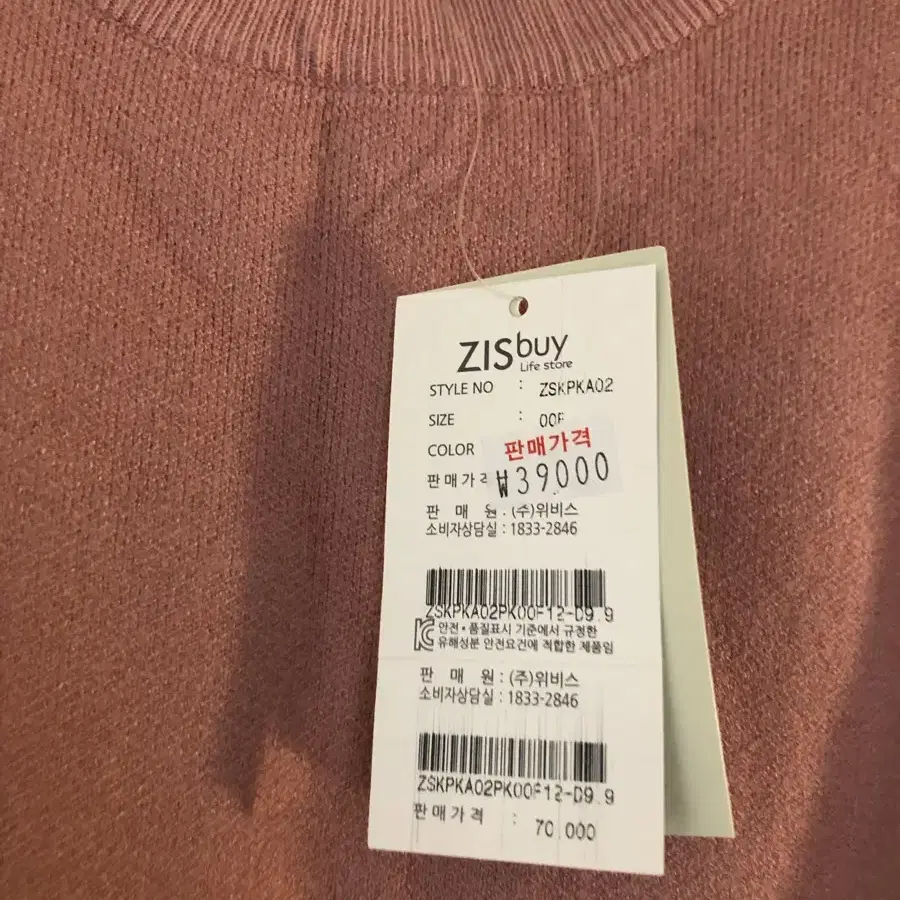 ZISbuy
Life store
STYLE NO : ZSKPKA02
SIZE : 00F
COLOR
판매가격
판매가격 ₩39,000
판 매 원 : (주)위비스
소비자상담실 : 1833-2846
ZSKPKA02PK00F12-D9.9
안전·품질표시 기준에서 규정한
유해성분 안전요건에 적합한 제품임
판 매 원 : (주)위비스
소비자상담실 : 1833-2846
ZSKPKA02PK00F12-D9.9
판매가격 : 70,000